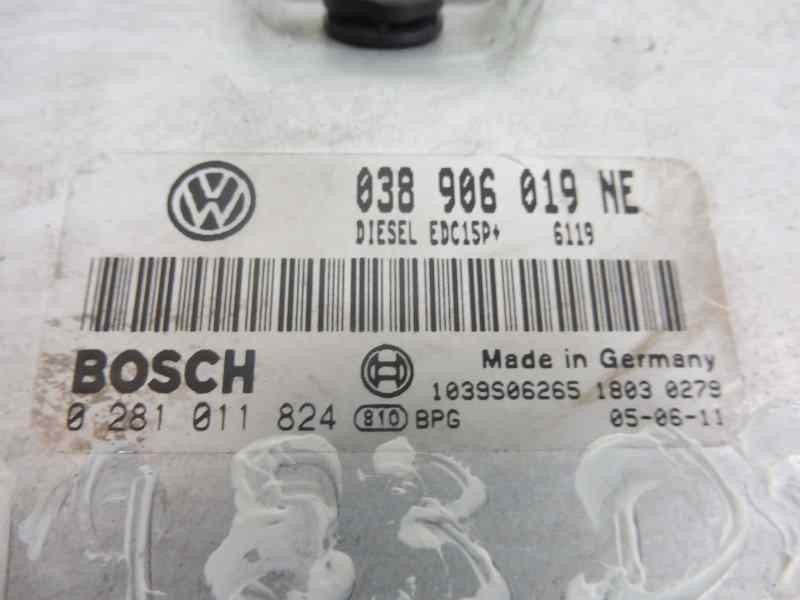 038 906 019 NE
DIESEL EDC15P+ 6119
BOSCH
Made in Germany
1039S06265 1803 0279
0 281 011 824 810 BPG 05-06-11